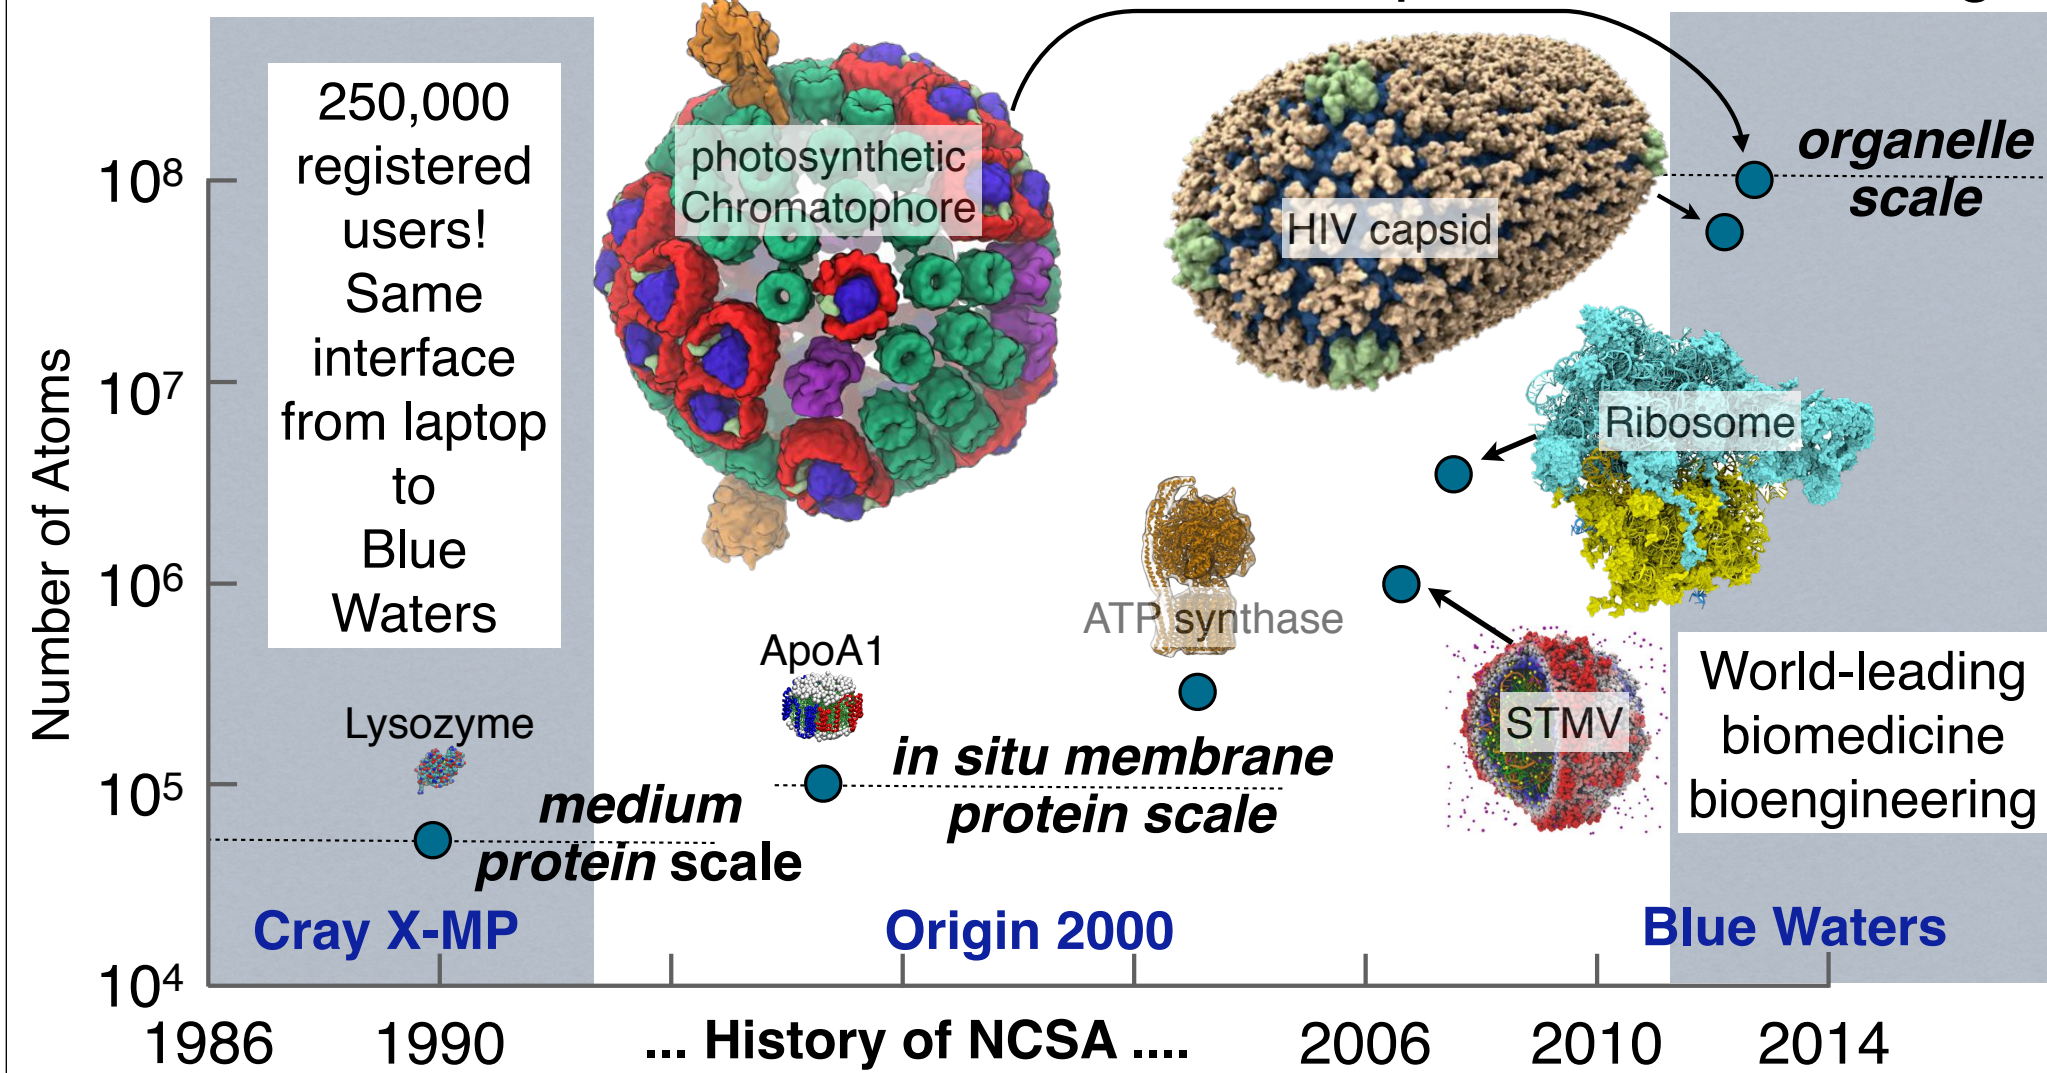 250,000
registered
users!
Same
interface
from laptop
to
Blue
Waters
photosynthetic
Chromatophore
HIV capsid
organelle
scale
Ribosome
ATP synthase
ApoA1
Lysozyme
STMV
in situ membrane
protein scale
medium
protein scale
World-leading
biomedicine
bioengineering
Number of Atoms
10⁸
10⁷
10⁶
10⁵
10⁴
Cray X-MP
Origin 2000
Blue Waters
1986
1990
... History of NCSA ....
2006
2010
2014